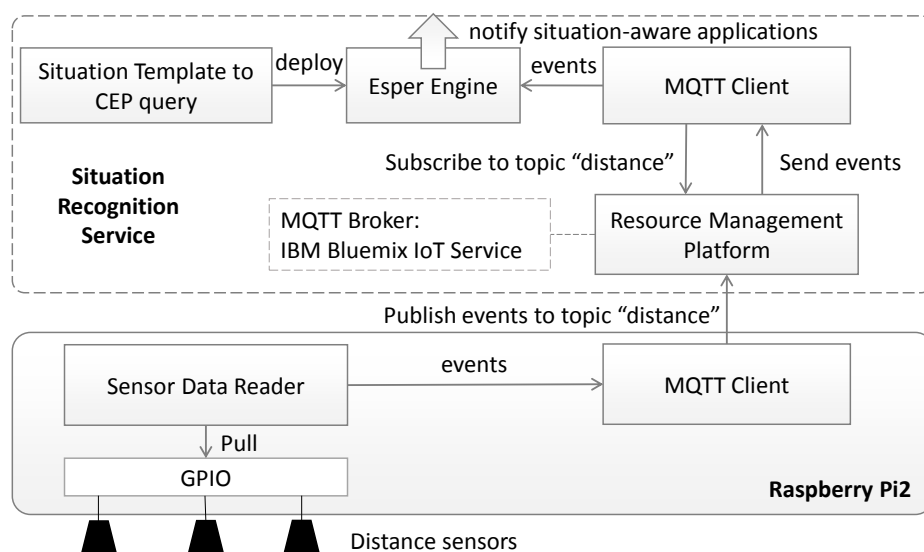 notify situation-aware applications
Situation Template to
CEP query
deploy
Esper Engine
events
MQTT Client
Subscribe to topic “distance”
Send events
Situation
Recognition
Service
MQTT Broker:
IBM Bluemix IoT Service
Resource Management
Platform
Publish events to topic “distance”
Sensor Data Reader
events
MQTT Client
Pull
GPIO
Raspberry Pi2
Distance sensors